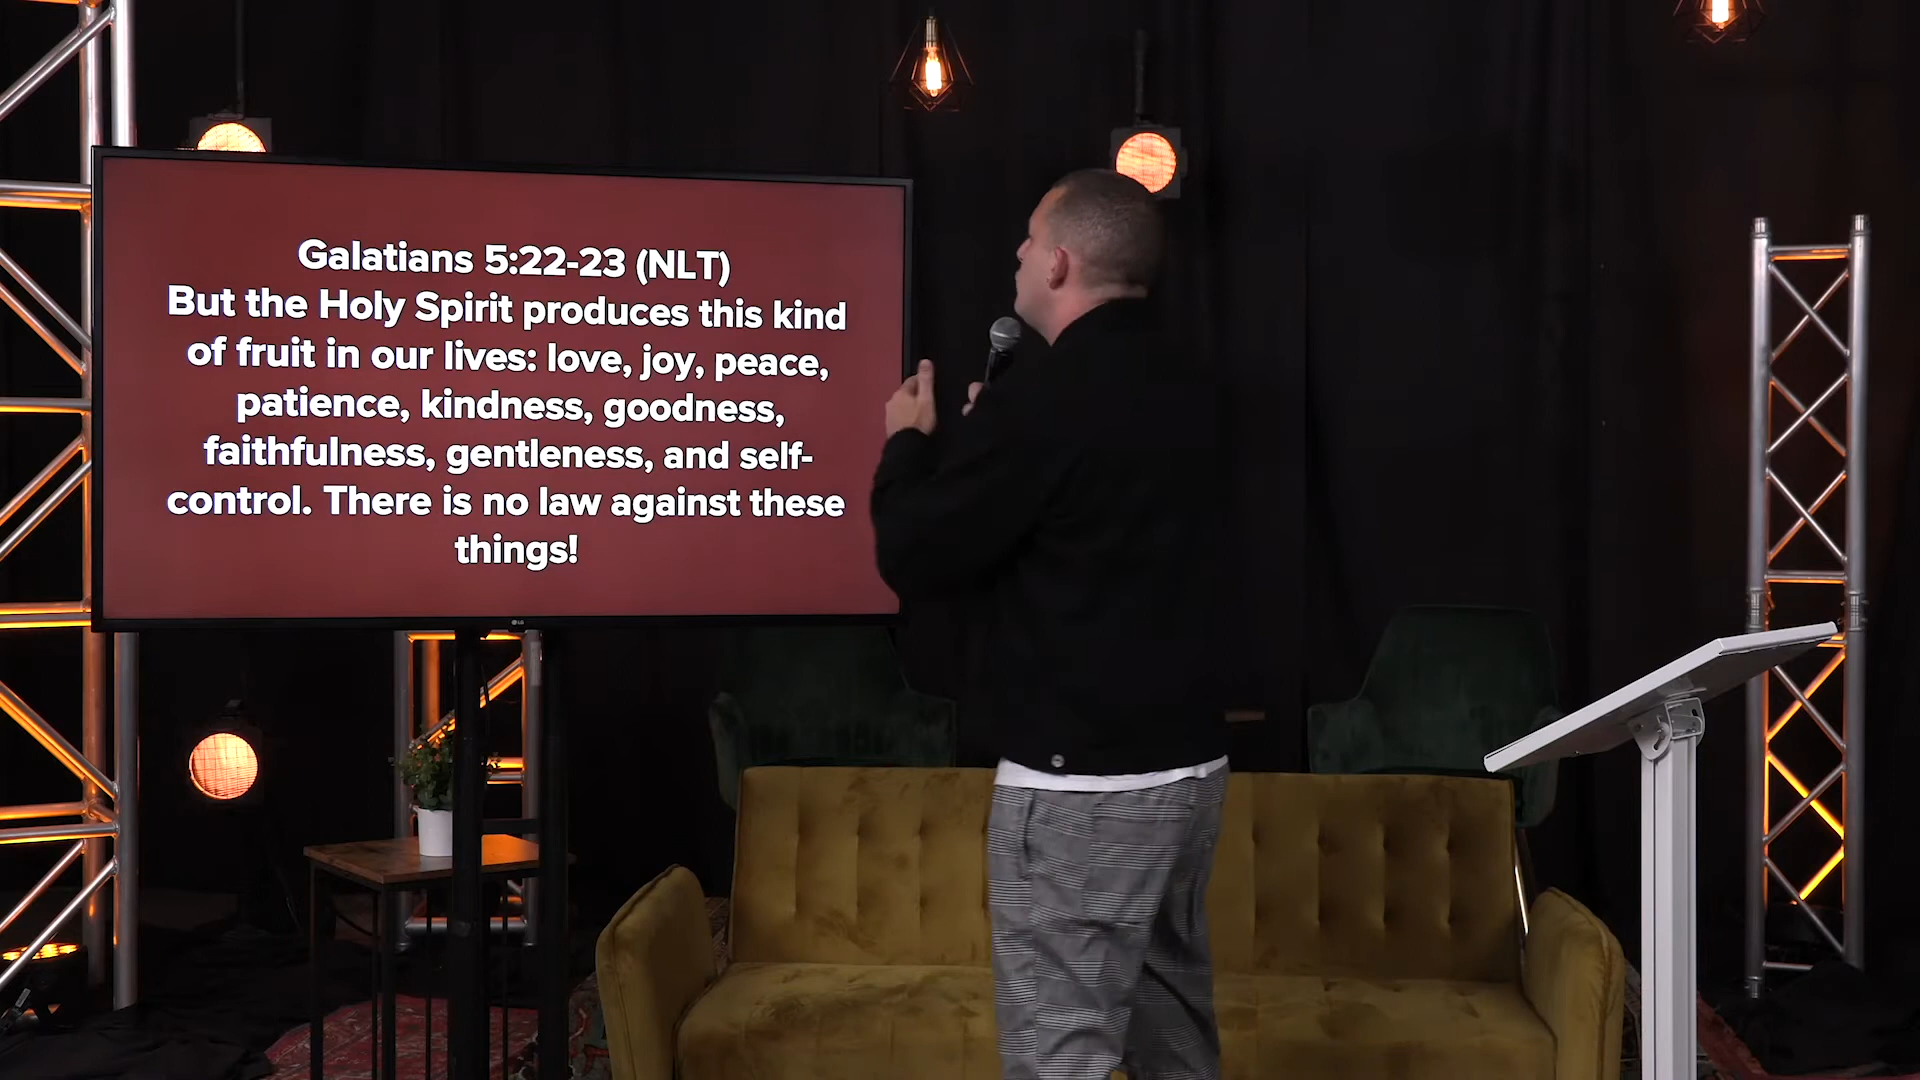 Galatians 5:22-23 (NLT)
But the Holy Spirit produces this kind
of fruit in our lives: love, joy, peace,
patience, kindness, goodness,
faithfulness, gentleness, and self-
control. There is no law against these
things!
LG